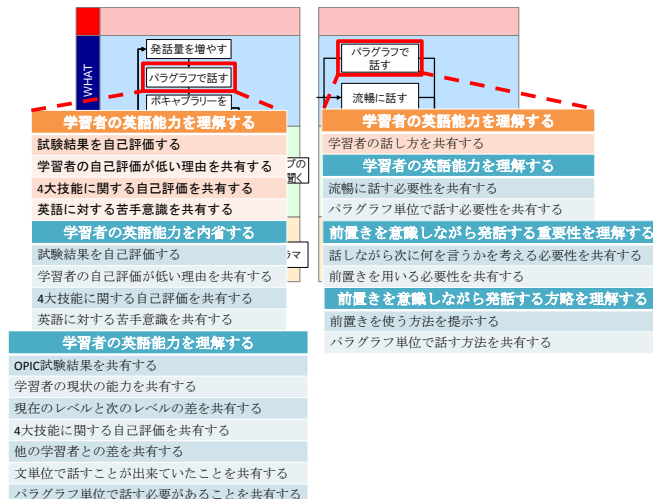 WHAT
発話量を増やす
パラグラフで話す
ボキャブラリーを
学習者の英語能力を理解する
試験結果を自己評価する
学習者の自己評価が低い理由を共有する
4大技能に関する自己評価を共有する
英語に対する苦手意識を共有する
学習者の英語能力を内省する
試験結果を自己評価する
学習者の自己評価が低い理由を共有する
4大技能に関する自己評価を共有する
英語に対する苦手意識を共有する
学習者の英語能力を理解する
OPIC試験結果を共有する
学習者の現状の能力を共有する
現在のレベルと次のレベルの差を共有する
4大技能に関する自己評価を共有する
他の学習者との差を共有する
文単位で話すことが出来ていたことを共有する
パラグラフ単位で話す必要があることを共有する
ブの
聞く
ラマ
パラグラフで
話す
流暢に話す
学習者の英語能力を理解する
学習者の話し方を共有する
学習者の英語能力を理解する
流暢に話す必要性を共有する
パラグラフ単位で話す必要性を共有する
前置きを意識しながら発話する重要性を理解する
話しながら次に何を言うかを考える必要性を共有する
前置きを用いる必要性を共有する
前置きを意識しながら発話する方略を理解する
前置きを使う方法を提示する
パラグラフ単位で話す方法を共有する